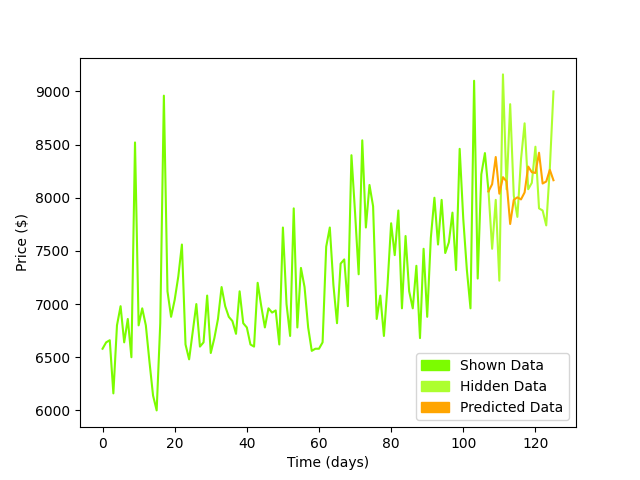 Price ($)
9000
8500
8000
7500
7000
6500
6000
0 20 40 60 80 100 120
Time (days)
Shown Data
Hidden Data
Predicted Data